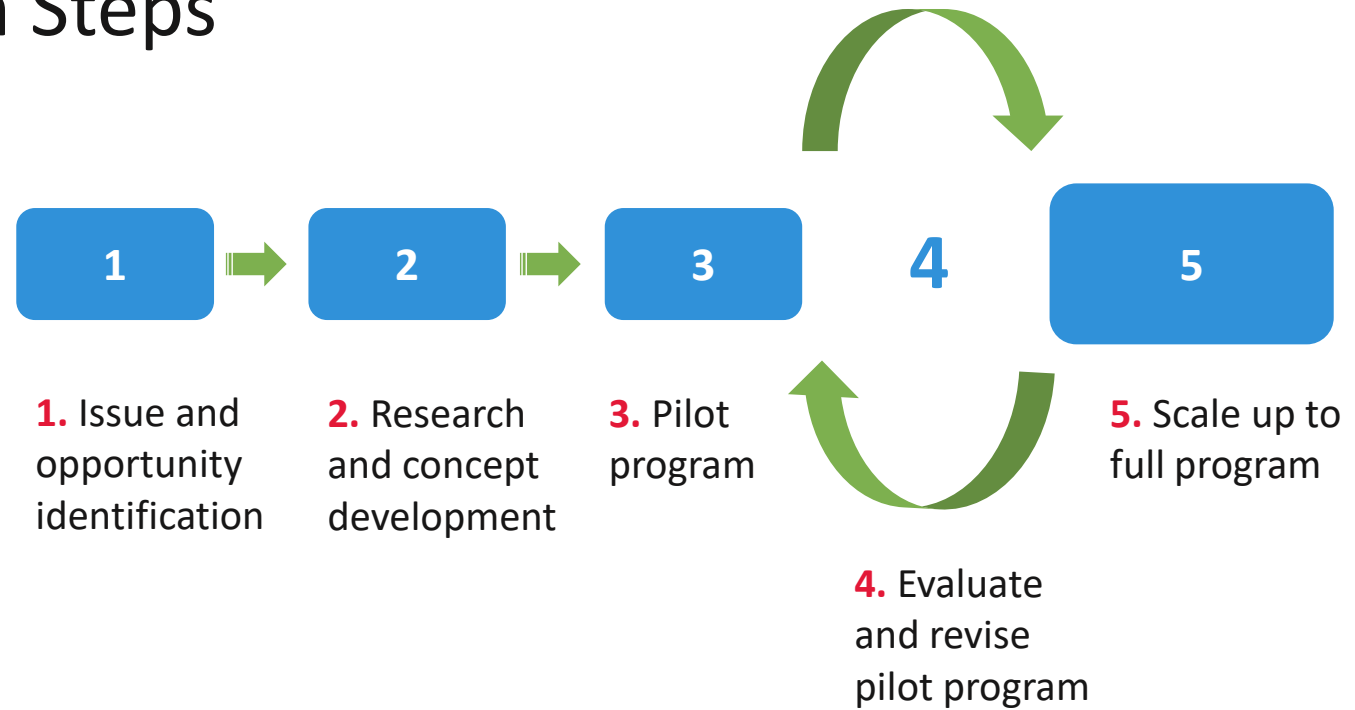 Steps
1
2
3
4
5
1. Issue and
opportunity
identification
2. Research
and concept
development
3. Pilot
program
4. Evaluate
and revise
pilot program
5. Scale up to
full program